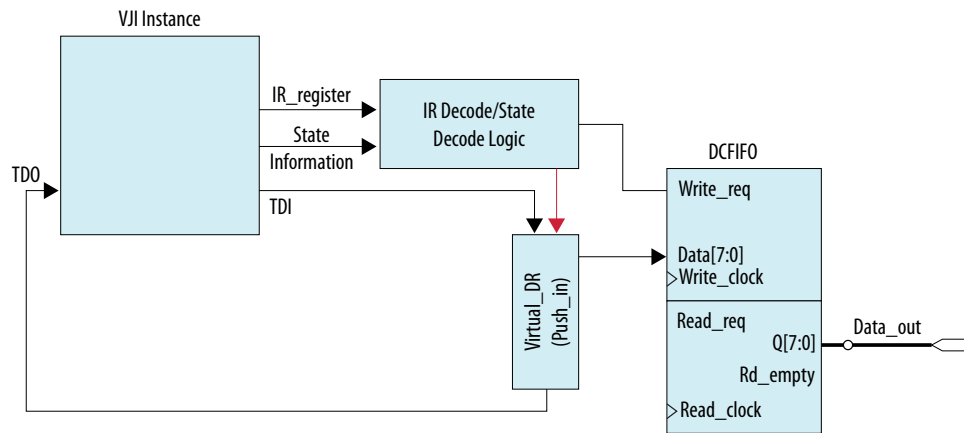 VJI Instance
IR_register
State
Information
TDO
TDI
IR Decode/State
Decode Logic
Virtual_DR
(Push_in)
DCFIFO
Write_req
Data[7:0]
Write_clock
Read_req
Q[7:0]
Rd_empty
Read_clock
Data_out